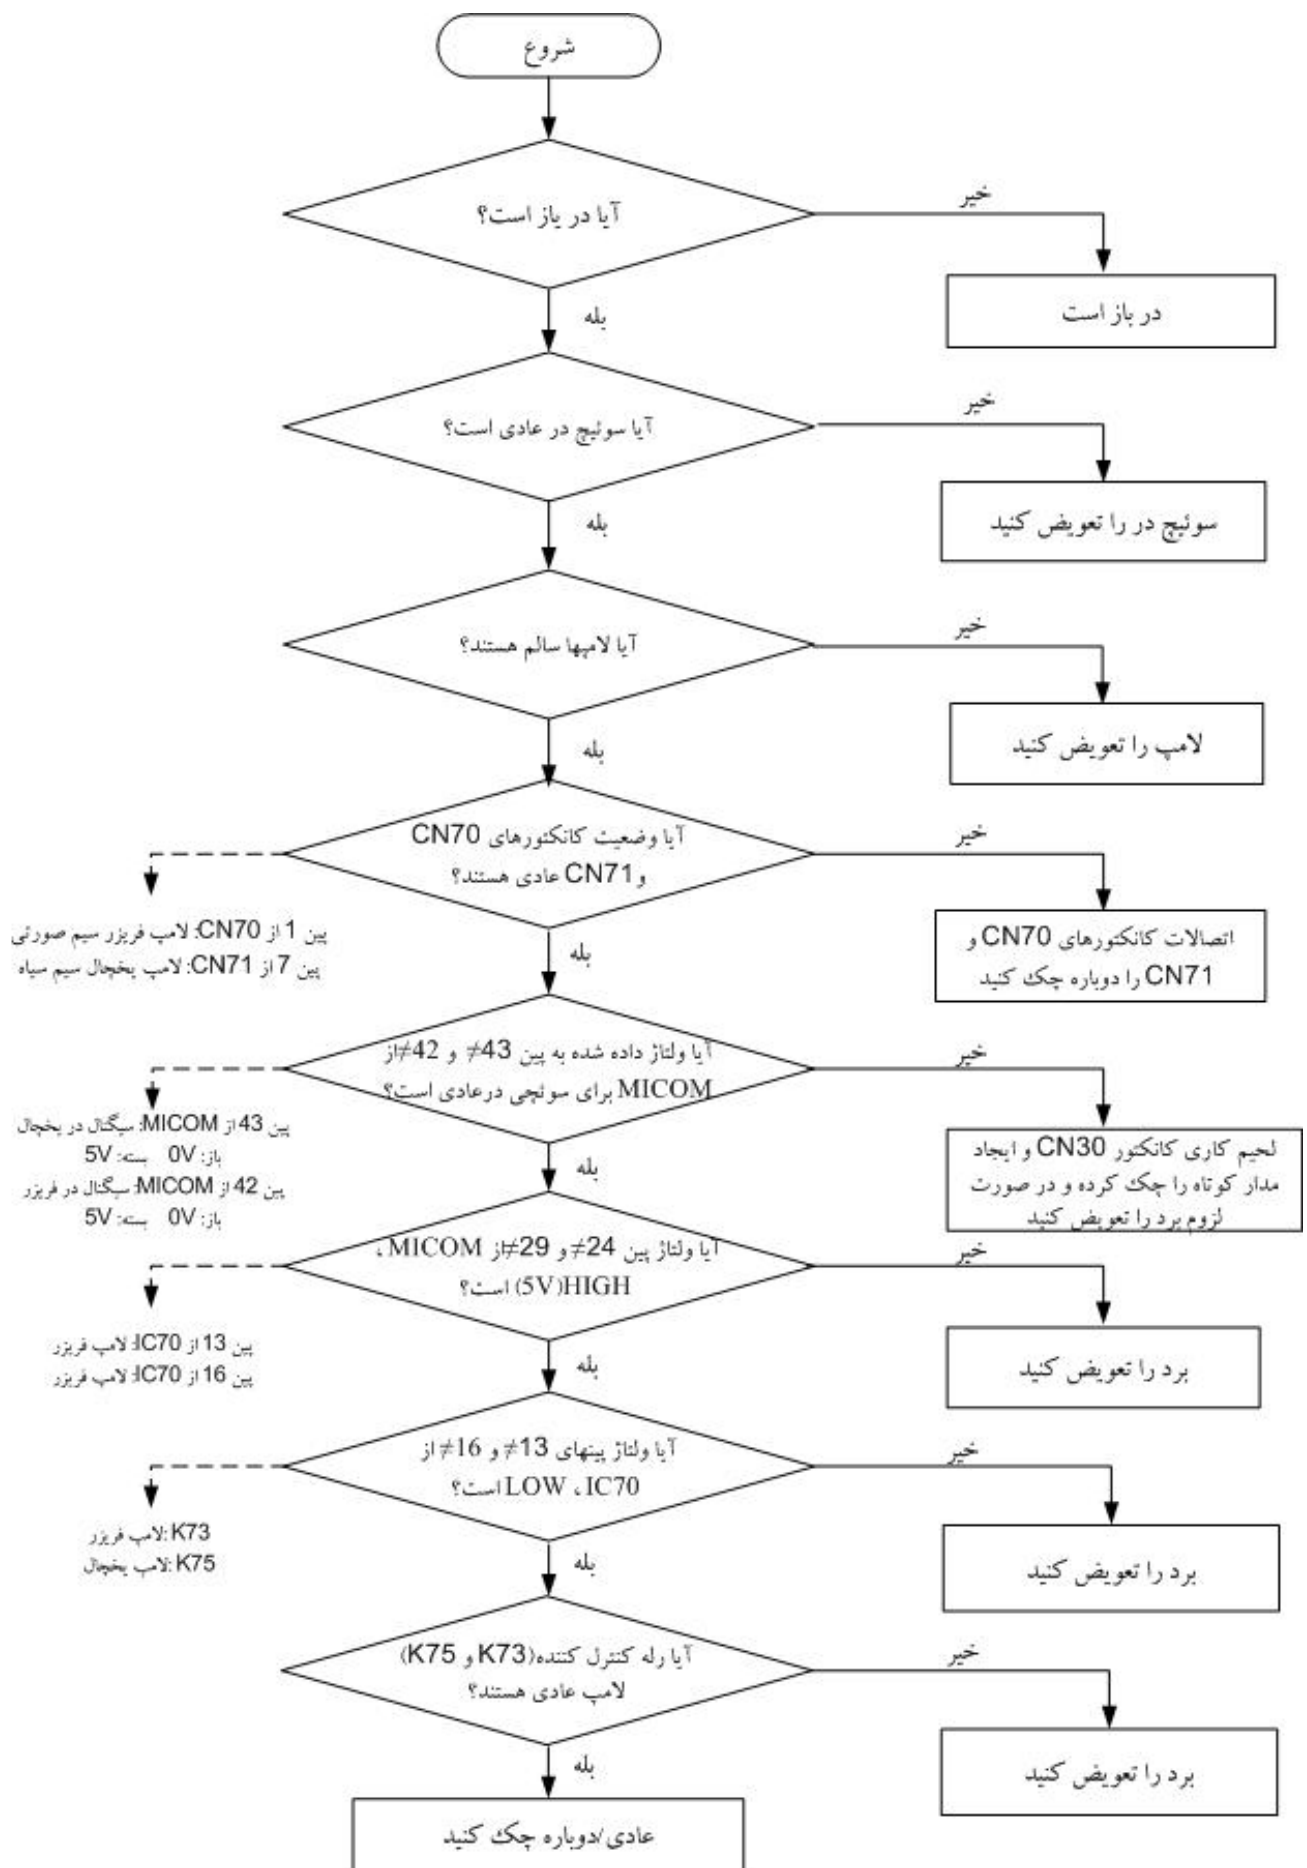 شروع
آیا در باز است؟
خیر
در باز است
بله
آیا سوئیچ در عادی است؟
خیر
سوئیچ در را تعویض کنید
بله
آیا لامپها سالم هستند؟
خیر
لامپ را تعویض کنید
بله
آیا وضعیت کانکتورهای CN70
و CN71 عادی هستند؟
خیر
اتصالات کانکتورهای CN70 و
CN71 را دوباره چک کنید
پین 1 از CN70: لامپ فریزر سیم صورتی
پین 7 از CN71: لامپ یخچال سیم سیاه
بله
آیا ولتاژ داده شده به پین 43≠ و 42≠از
MICOM برای سوئچی درعادی است؟
خیر
لحیم کاری کانکتور CN30 و ایجاد
مدار کوتاه را چک کرده و در صورت
لزوم برد را تعویض کنید
پین 43 از MICOM: سیگنال در یخچال
باز: 0V بسته: 5V
پین 42 از MICOM: سیگنال در فریزر
باز: 0V بسته: 5V
بله
آیا ولتاژ پین 24≠ و 29≠از MICOM ،
HIGH(5V) است؟
خیر
برد را تعویض کنید
پین 13 از IC70: لامپ فریزر
پین 16 از IC70: لامپ فریزر
بله
آیا ولتاژ پینهای 13≠ و 16≠ از
IC70 ، LOW است؟
خیر
برد را تعویض کنید
K73: لامپ فریزر
K75: لامپ یخچال
بله
آیا رله کنترل کننده(K73 و K75)
لامپ عادی هستند؟
خیر
برد را تعویض کنید
بله
عادی/دوباره چک کنید